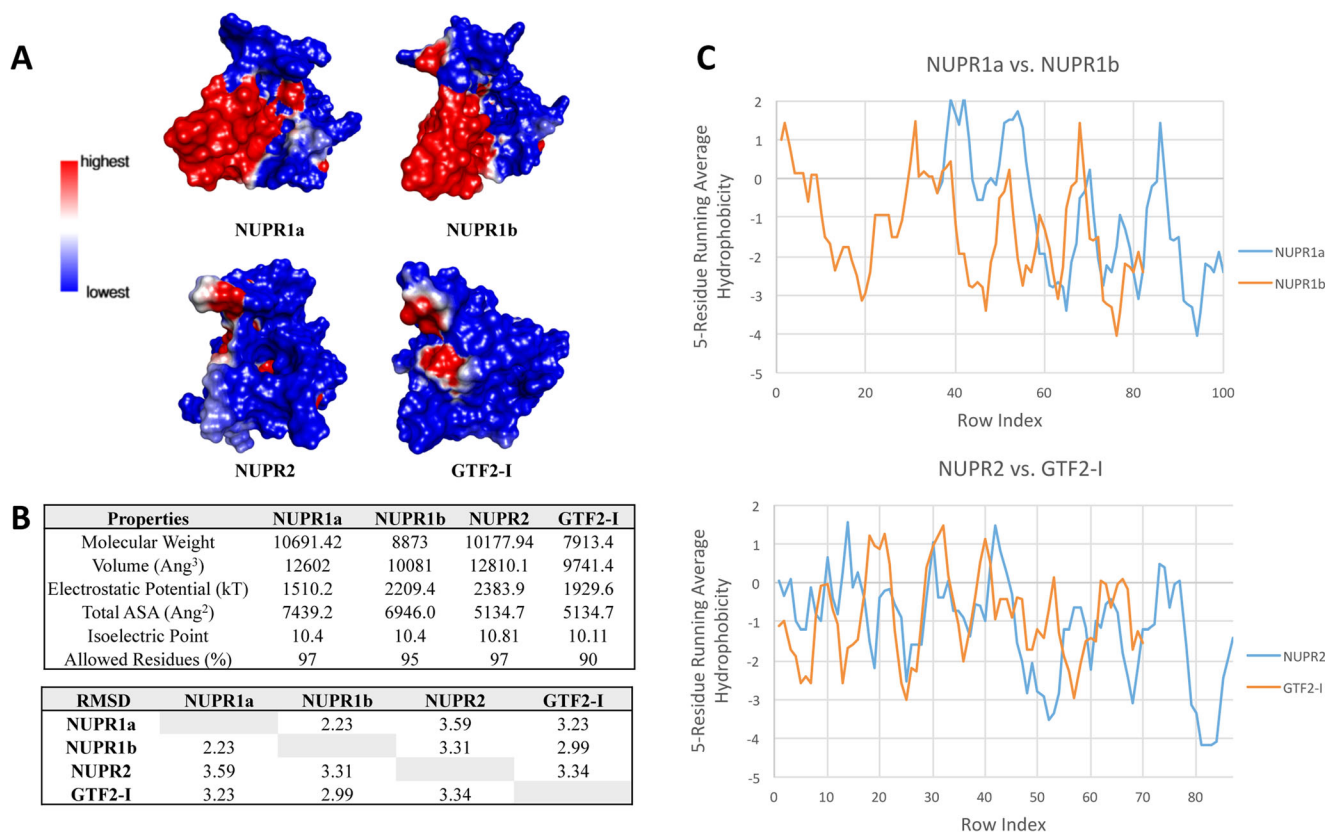 A
highest
lowest
NUPR1a
NUPR1b
NUPR2
GTF2-I
B
Properties NUPR1a NUPR1b NUPR2 GTF2-I
Molecular Weight 10691.42 8873 10177.94 7913.4
Volume (Ang3) 12602 10081 12810.1 9741.4
Electrostatic Potential (kT) 1510.2 2209.4 2383.9 1929.6
Total ASA (Ang2) 7439.2 6946.0 5134.7 5134.7
Isoelectric Point 10.4 10.4 10.81 10.11
Allowed Residues (%) 97 95 97 90
RMSD NUPR1a NUPR1b NUPR2 GTF2-I
NUPR1a 2.23 3.59 3.23
NUPR1b 2.23 3.31 2.99
NUPR2 3.59 3.31 3.34
GTF2-I 3.23 2.99 3.34
C
NUPR1a vs. NUPR1b
5-Residue Running Average
Hydrophobicity
2
1
0
-1
-2
-3
-4
-5
0 20 40 60 80 100
Row Index
NUPR1a
NUPR1b
NUPR2 vs. GTF2-I
5-Residue Running Average
Hydrophobicity
2
1
0
-1
-2
-3
-4
-5
0 10 20 30 40 50 60 70 80
Row Index
NUPR2
GTF2-I